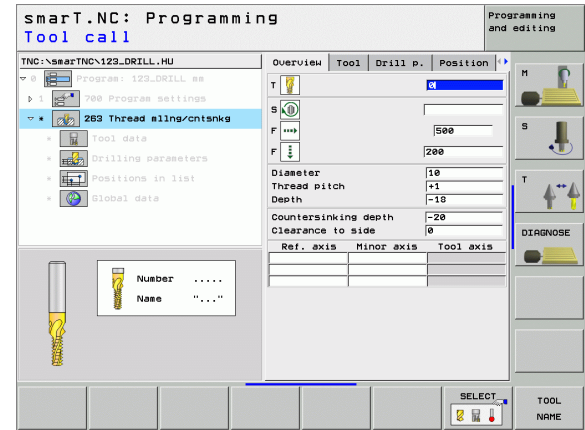 smarT.NC: Programming
Tool call
Programming
and editing
TNC:\smarTNC\123_DRILL.HU
0 Program: 123_DRILL mm
1 700 Program settings
* 263 Thread mllng/cntsnkg
* Tool data
* Drilling parameters
* Positions in list
* Global data
Overview Tool Drill p. Position
T 0
S
F 500
F 200
Diameter 10
Thread pitch +1
Depth -18
Countersinking depth -20
Clearance to side 0
Ref. axis Minor axis Tool axis
Number .....
Name "..."
M
S
T
DIAGNOSE
SELECT
TOOL
NAME